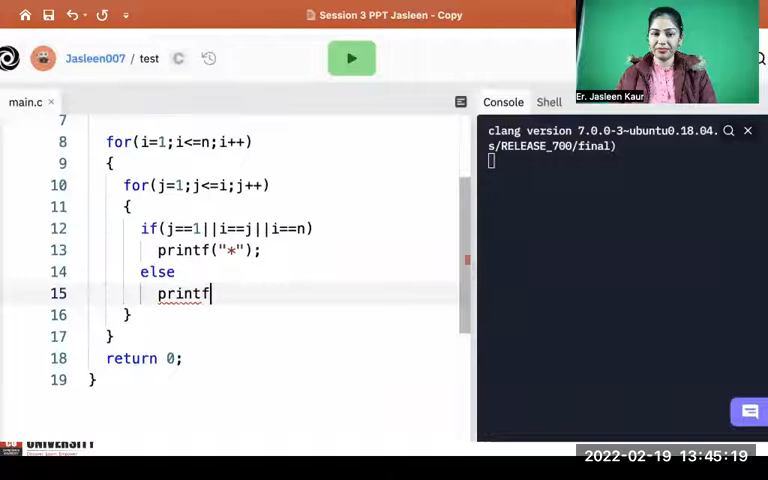 Session 3 PPT Jasleen - Copy
Er. Jasleen Kaur
Jasleen007 / test C
main.c ×
Console Shell
7
8 for(i=1;i<=n;i++)
9 {
10 for(j=1;j<=i;j++)
11 {
12 if(j==1||i==j||i==n)
13 printf("*");
14 else
15 printf
16 }
17 }
18 return 0;
19 }
clang version 7.0.0-3~ubuntu0.18.04.
s/RELEASE_700/final)
UNIVERSITY
2022-02-19 13:45:19